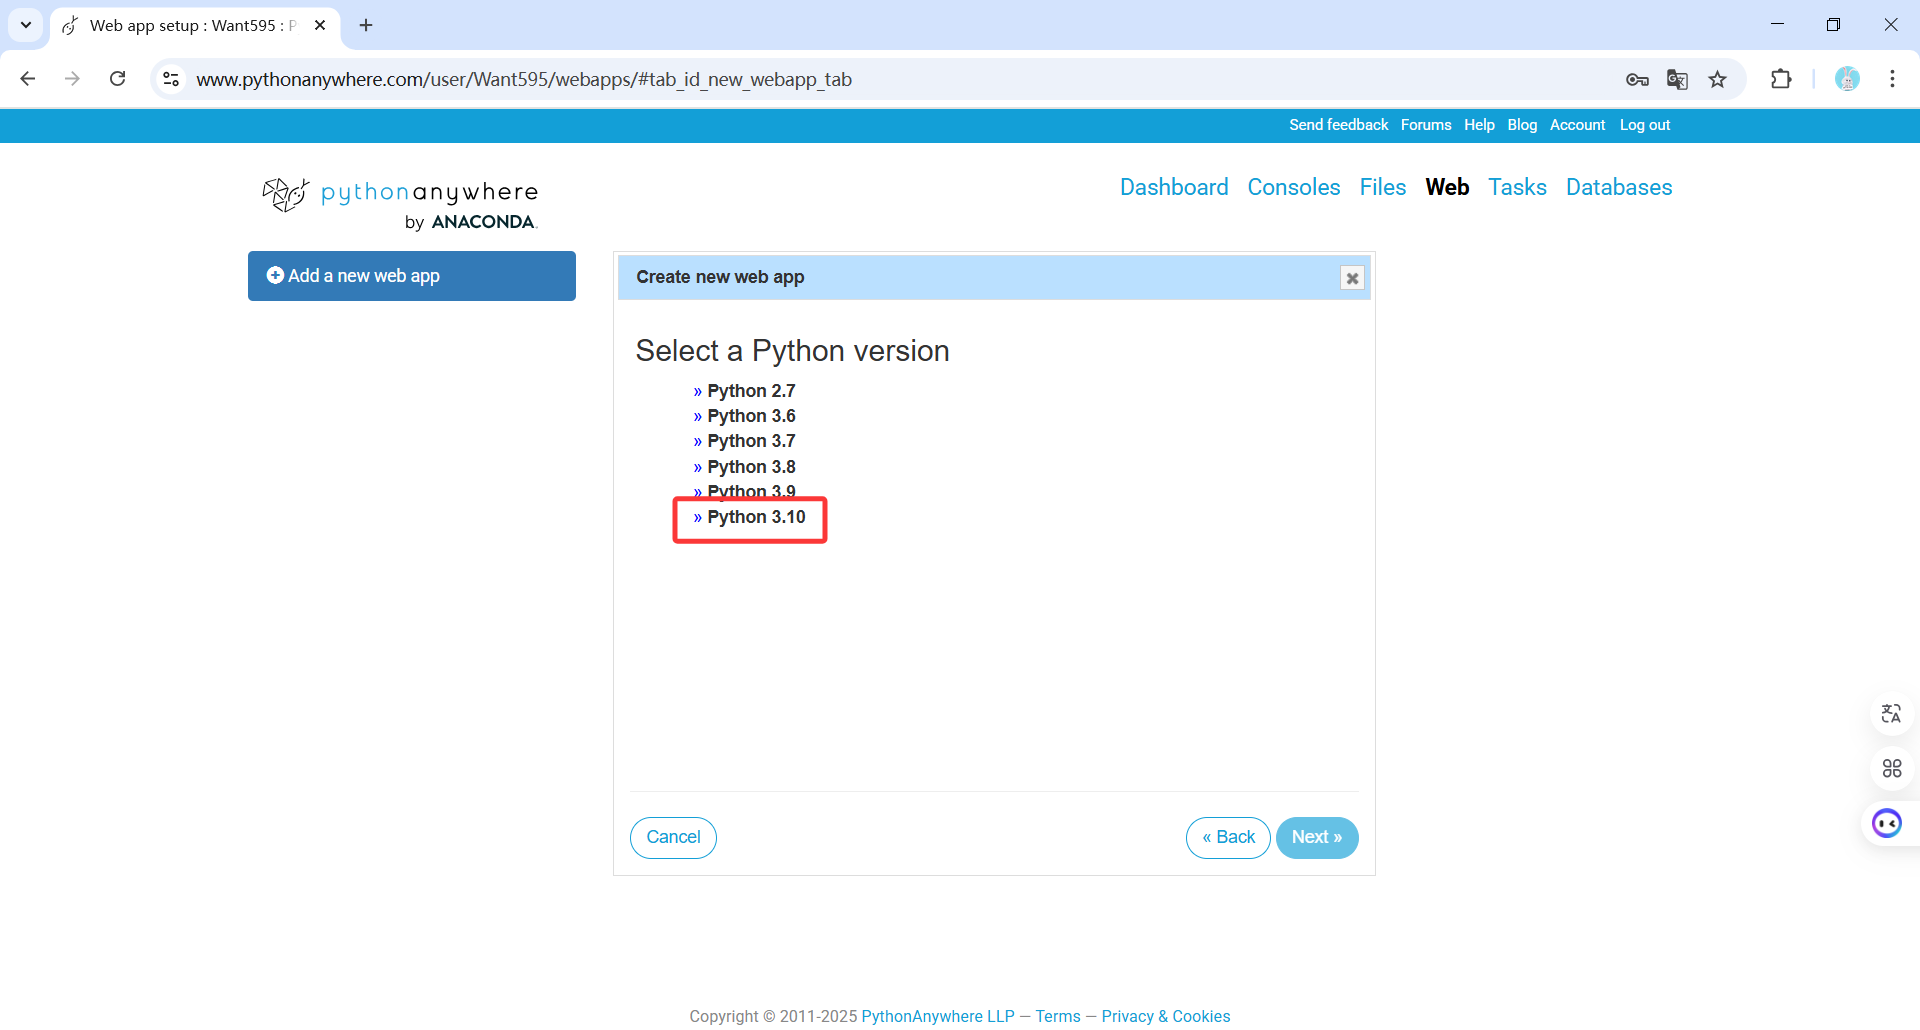 Web app setup : Want595 : P
www.pythonanywhere.com/user/Want595/webapps/#tab_id_new_webapp_tab
Send feedback Forums Help Blog Account Log out
pythonanywhere
by ANACONDA.
Dashboard Consoles Files Web Tasks Databases
Add a new web app
Create new web app
Select a Python version
» Python 2.7
» Python 3.6
» Python 3.7
» Python 3.8
» Python 3.9
» Python 3.10
Cancel
« Back
Next »
Copyright © 2011-2025 PythonAnywhere LLP — Terms — Privacy & Cookies